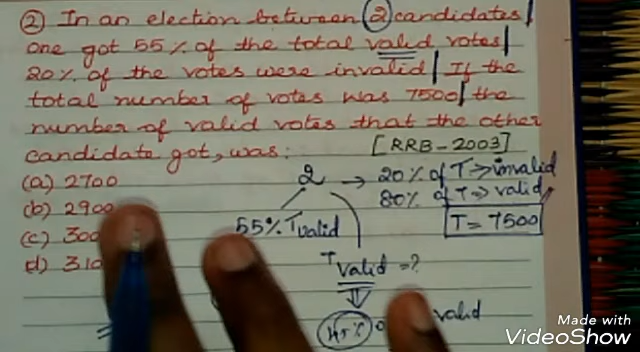 ② In an election between 2 candidates
one got 55% of the total valid votes
20% of the votes were invalid If the
total number of votes was 7500 the
number of valid votes that the other
candidate got, was: [RRB-2003]
(a) 2700
(b) 2900
(c) 300
(d) 310
2 → 20% of T ⇒ invalid
80% of T ⇒ valid
55% Tvalid
T = 7500
Tvalid = ?
45% valid
Made with
VideoShow